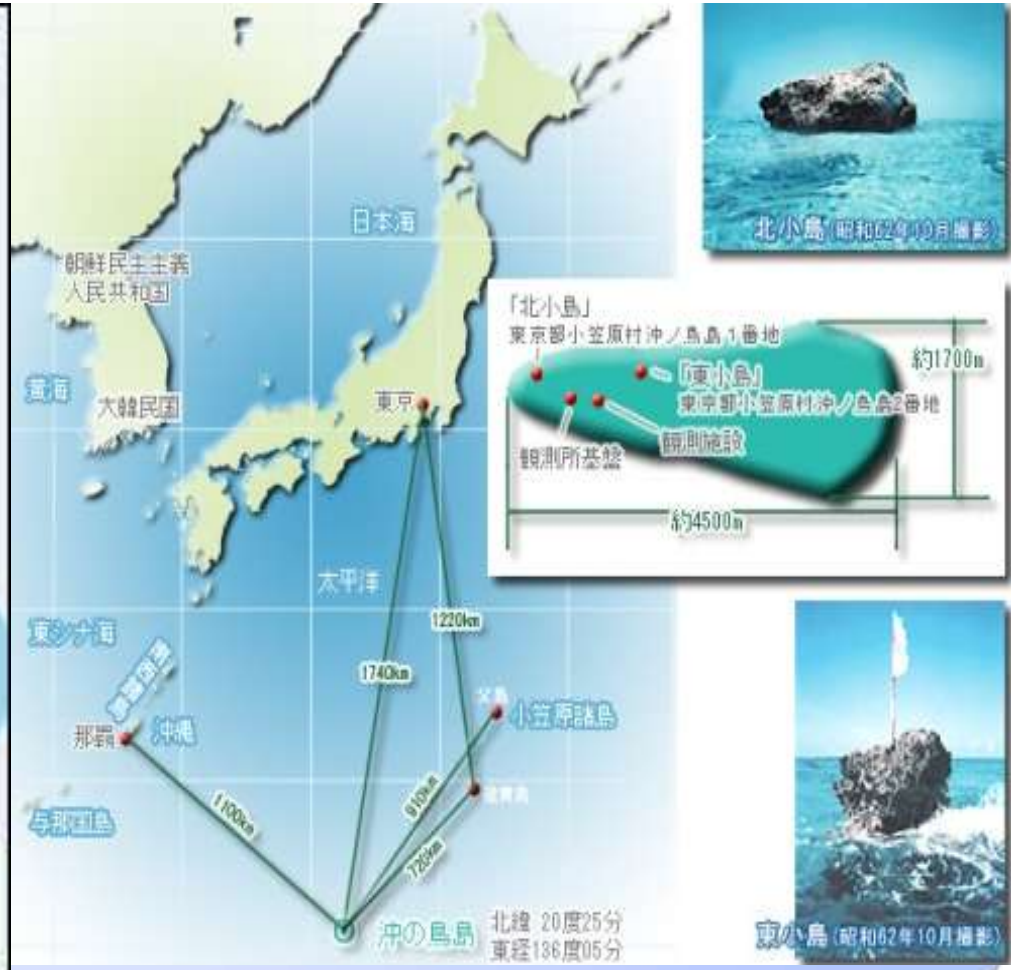 日本海
朝鮮民主主義
人民共和国
黄海
大韓民国
東京
太平洋
東シナ海
1220km
1740km
父島
小笠原諸島
那覇
沖縄
910km
1100km
与那国島
720km
沖の鳥島
北緯 20度25分
東経136度05分
北小島(昭和62年10月撮影)
「北小島」
東京部小笠原村沖ノ鳥島１番地
約1700m
「東小島」
東京部小笠原村沖ノ鳥島2番地
観測施設
観測所基盤
約4500m
東小島(昭和62年10月撮影)